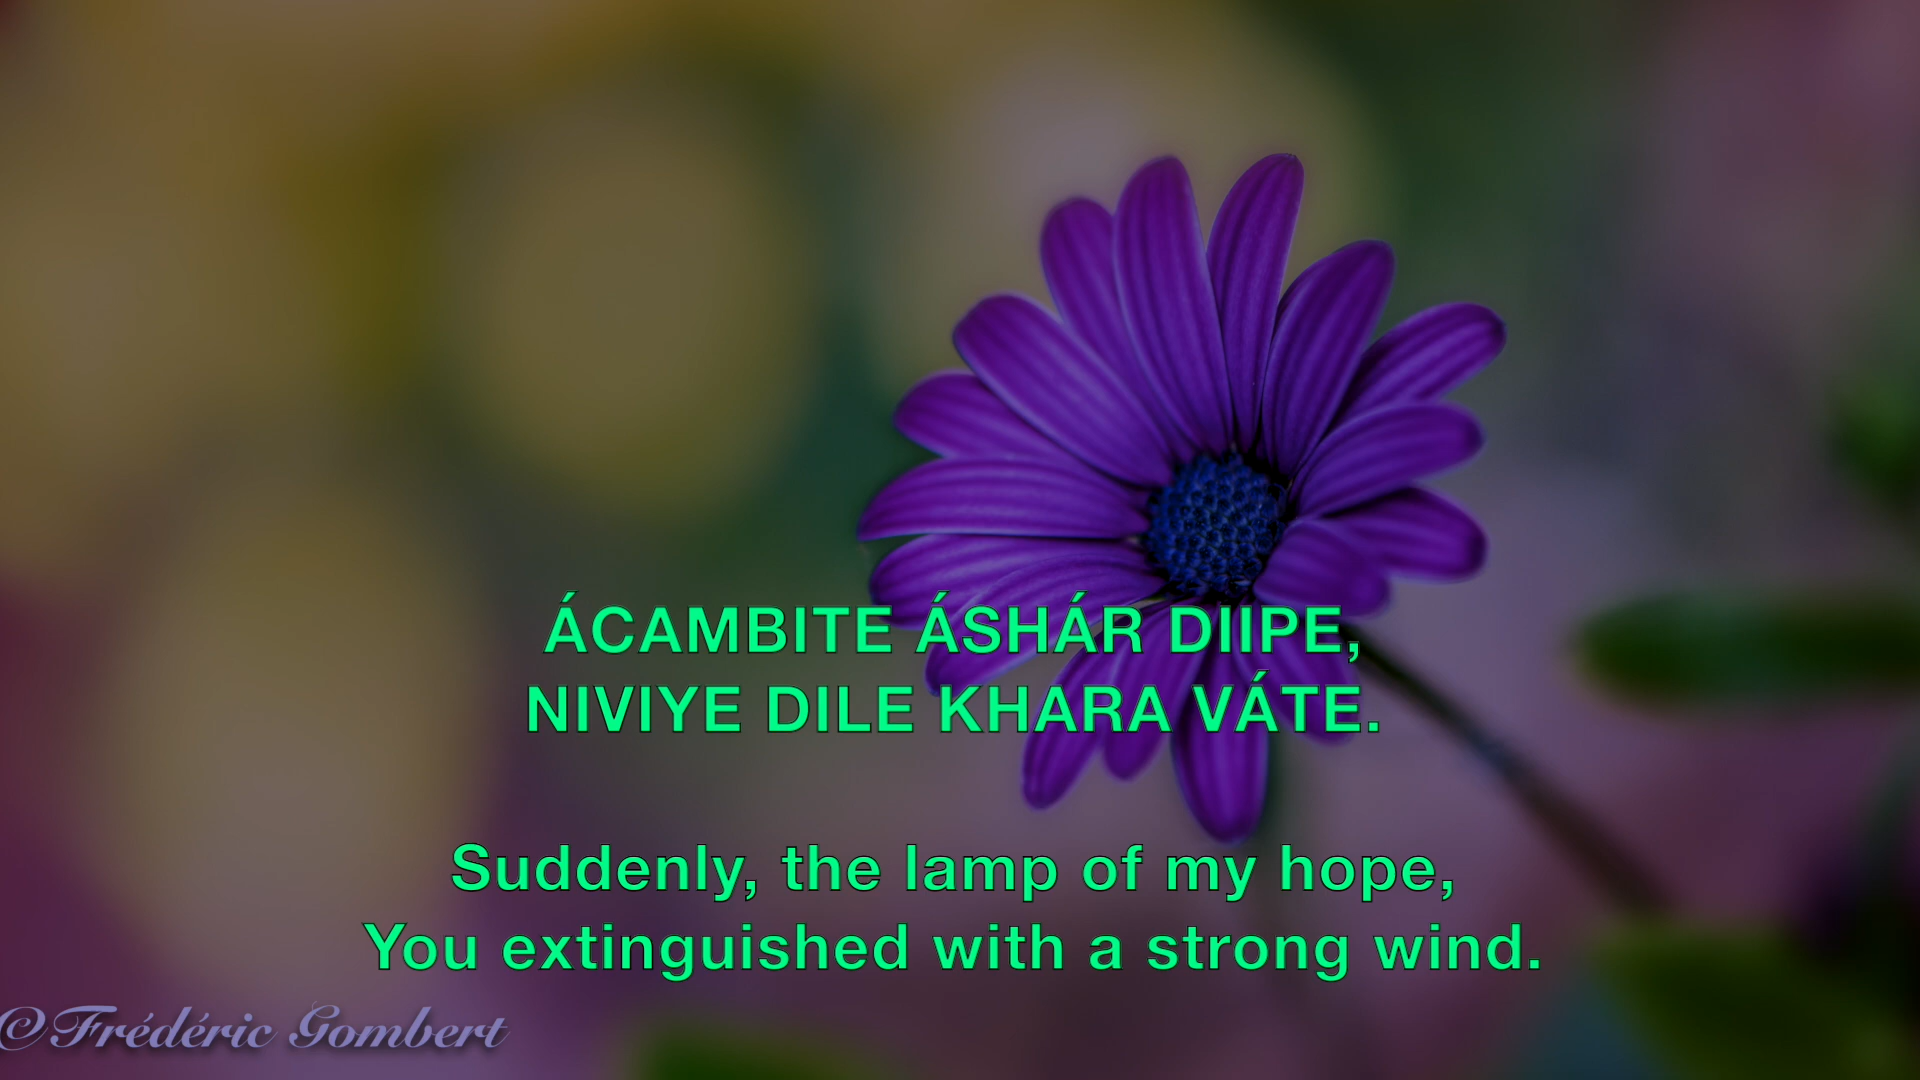 ÁCAMBITE ÁSHÁR DIIPE,
NIVIYE DILE KHARA VÁTE.
Suddenly, the lamp of my hope,
You extinguished with a strong wind.
©Frédéric Gombert